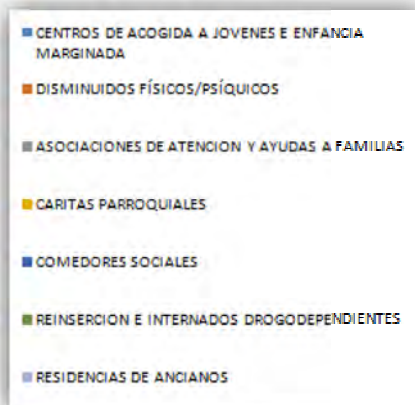 CENTROS DE ACOGIDA A JOVENES E ENFANCIA
MARGINADA
DISMINUIDOS FÍSICOS/PSÍQUICOS
ASOCIACIONES DE ATENCION Y AYUDAS A FAMILIAS
CARITAS PARROQUIALES
COMEDORES SOCIALES
REINSERCION E INTERNADOS DROGODEPENDIENTES
RESIDENCIAS DE ANCIANOS